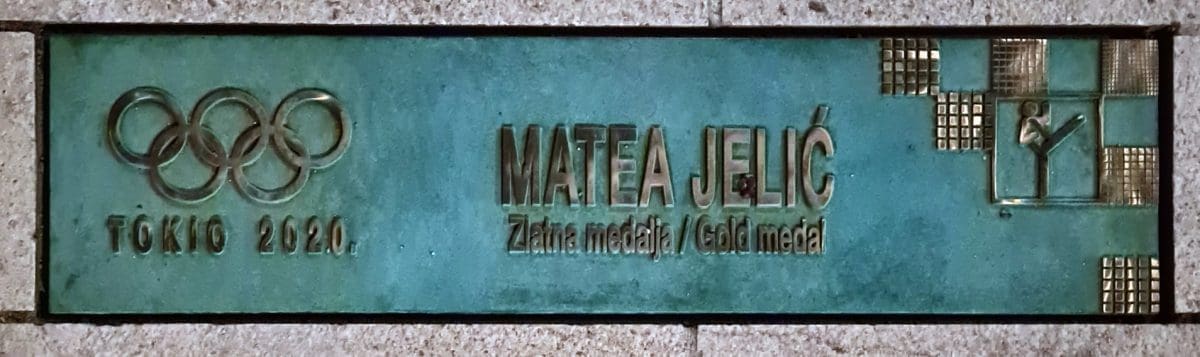 TOKIO 2020.
MATEA JELIĆ
Zlatna medalja / Gold medal